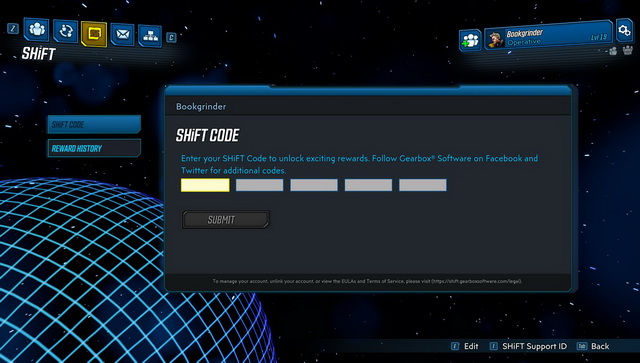 Z
C
SHiFT
Bookgrinder
Operative
Lvl 19
SHiFT CODE
REWARD HISTORY
Bookgrinder
SHiFT CODE
Enter your SHiFT Code to unlock exciting rewards. Follow Gearbox® Software on Facebook and
Twitter for additional codes.
SUBMIT
To manage your account, unlink your account, or view the EULAs and Terms of Service, please visit (https://shift.gearboxsoftware.com/legal).
Edit
SHiFT Support ID
Back